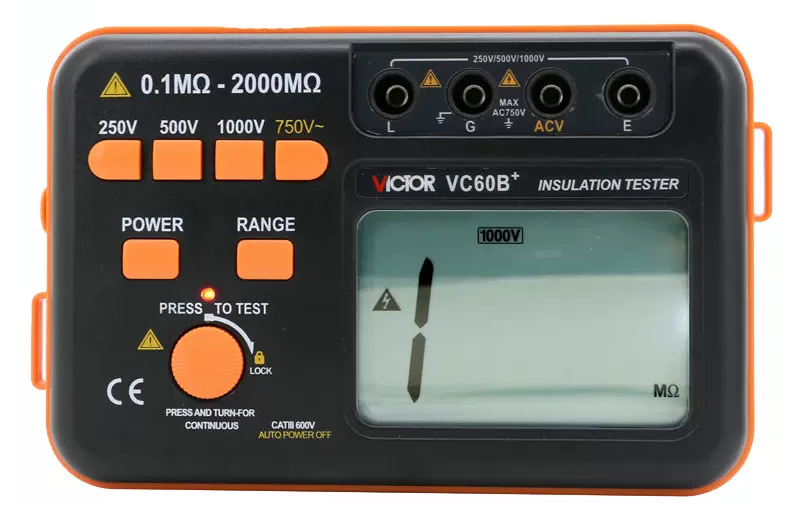 0.1MΩ - 2000MΩ
250V/500V/1000V
250V 500V 1000V 750V~
L G MAX AC750V ACV E
VICTOR VC60B+ INSULATION TESTER
POWER RANGE
1000V
1
MΩ
PRESS TO TEST
LOCK
CE
PRESS AND TURN-FOR
CONTINUOUS
CATIII 600V
AUTO POWER OFF